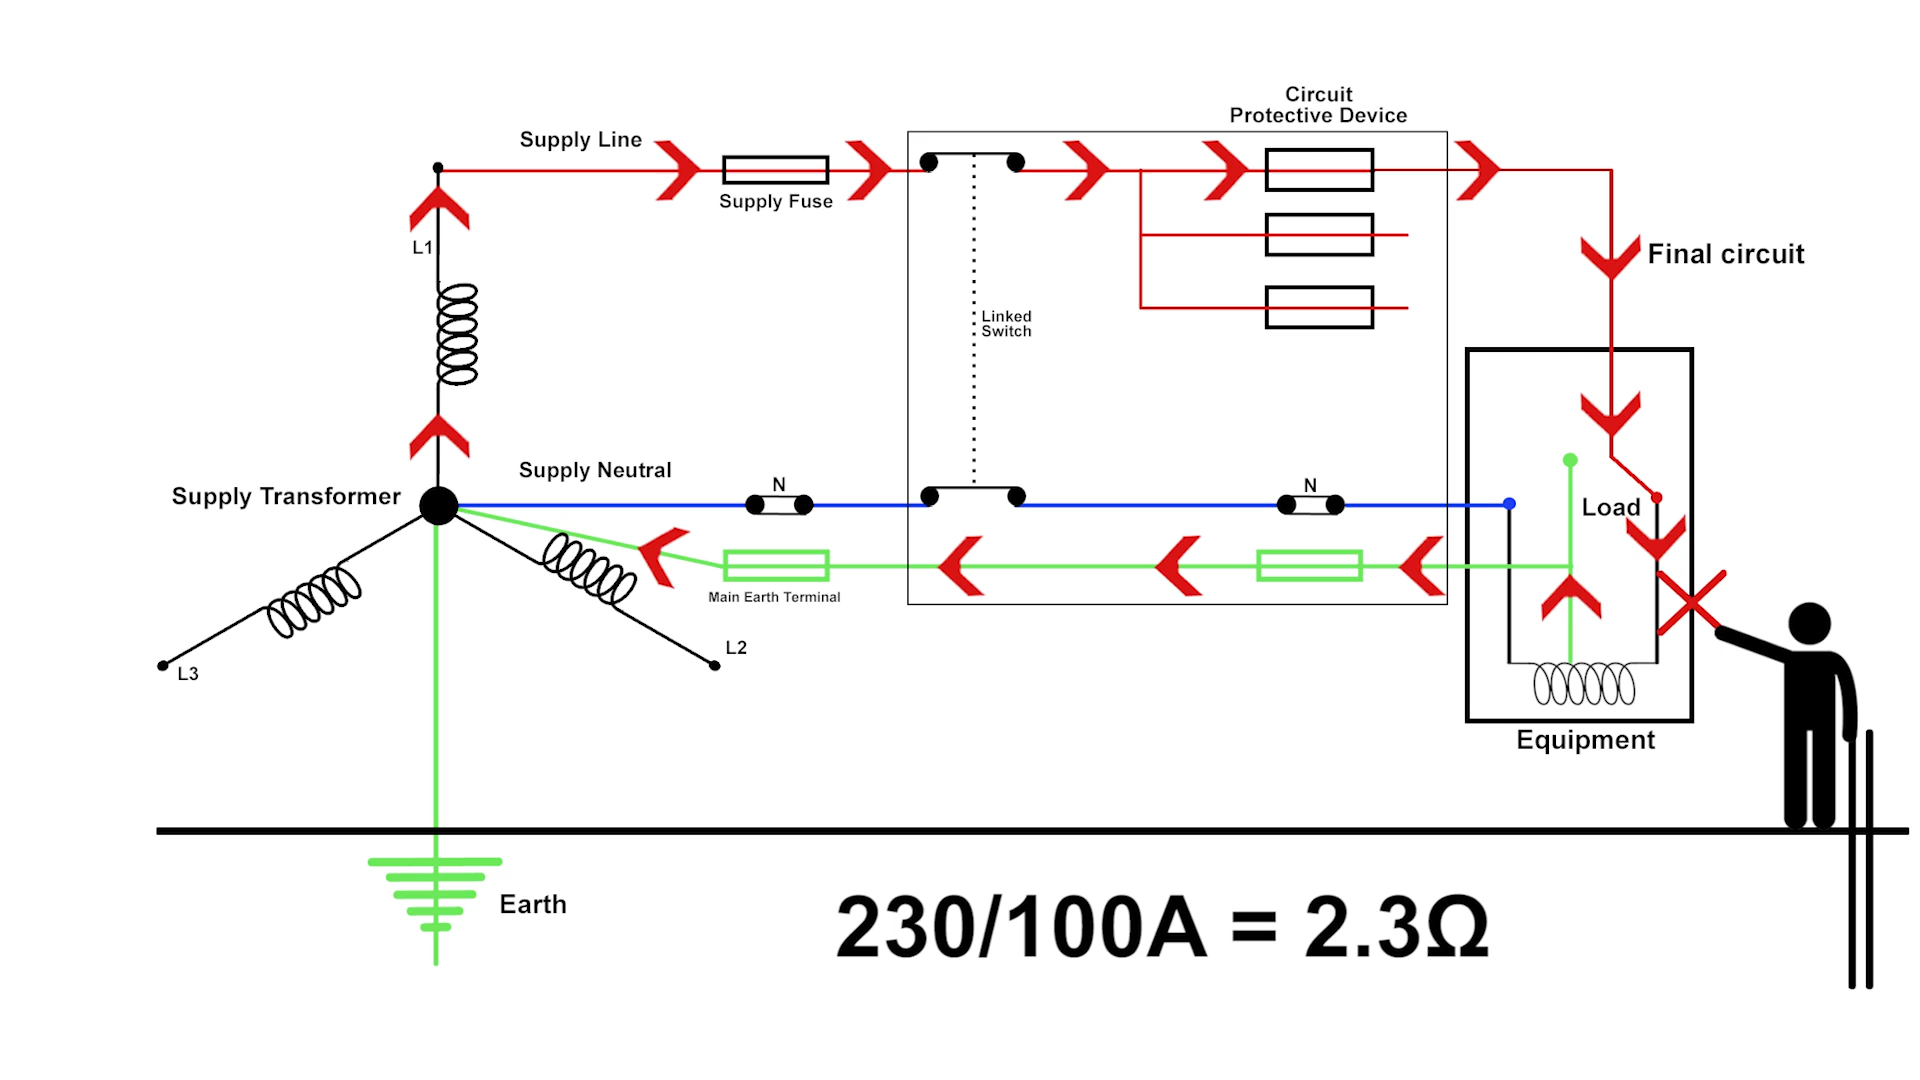 Circuit
Protective Device
Supply Line
Supply Fuse
L1
Final circuit
Linked
Switch
Supply Neutral
N
N
Supply Transformer
Load
Main Earth Terminal
L2
L3
Equipment
Earth
230/100A = 2.3Ω